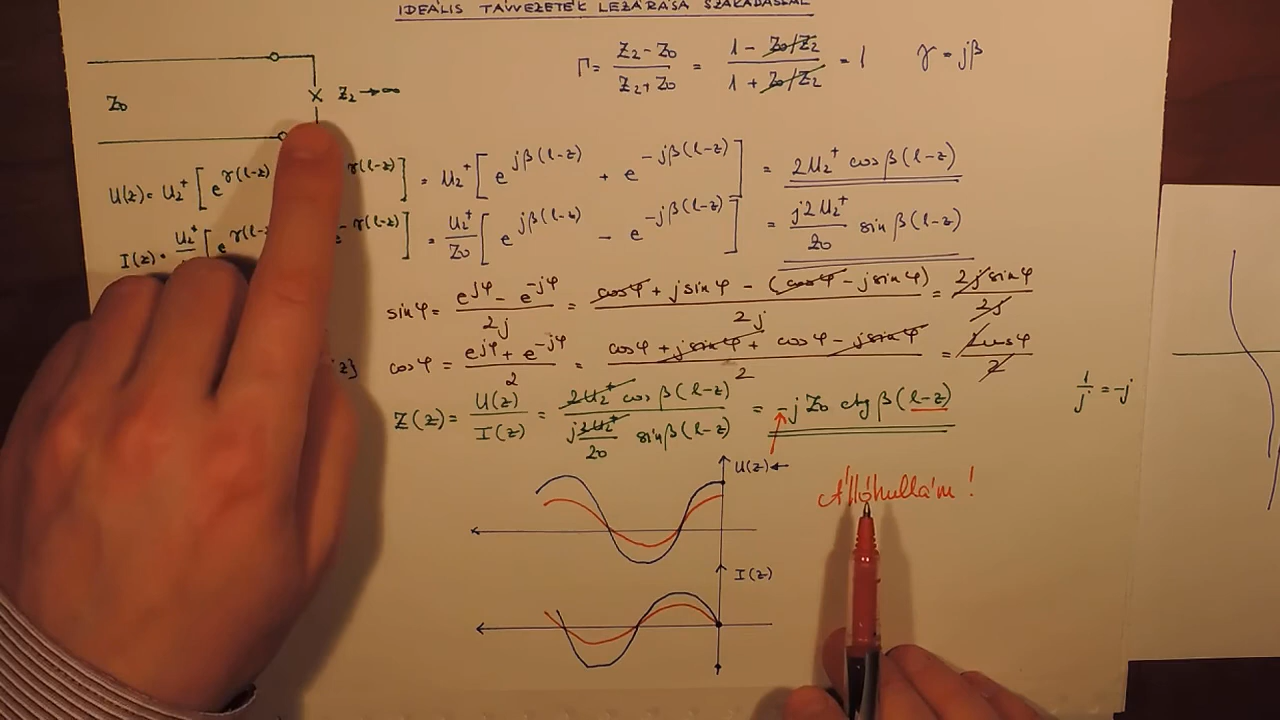 IDEÁLIS TÁVVEZETÉK LEZÁRÁSA SZAKADÁSSAL
Γ = (Z₂ - Z₀)/(Z₂ + Z₀) = (1 - Z₀/Z₂)/(1 + Z₀/Z₂) = 1 γ = jβ
Z₀ Z₂ → ∞
U(z) = U₂⁺ [e^γ(l-z) γ(l-z)] = U₂⁺ [e^jβ(l-z) + e^-jβ(l-z)] = 2U₂⁺ cos β(l-z)
I(z) = U₂⁺ [e^γ(l-z) e^-γ(l-z)] = U₂⁺/Z₀ [e^jβ(l-z) - e^-jβ(l-z)] = j2U₂⁺/Z₀ sin β(l-z)
sin φ = (e^jφ - e^-jφ)/2j = (cos φ + j sin φ - (cos φ - j sin φ))/2j = 2j sin φ/2j
z} cos φ = (e^jφ + e^-jφ)/2 = (cos φ + j sin φ + cos φ - j sin φ)/2 = 2cos φ/2
Z(z) = U(z)/I(z) = 2U₂⁺ cos β(l-z)/(j2U₂⁺/Z₀ sin β(l-z)) = -j Z₀ ctg β(l-z) 1/j = -j
U(z)
Állóhullám!
I(z)